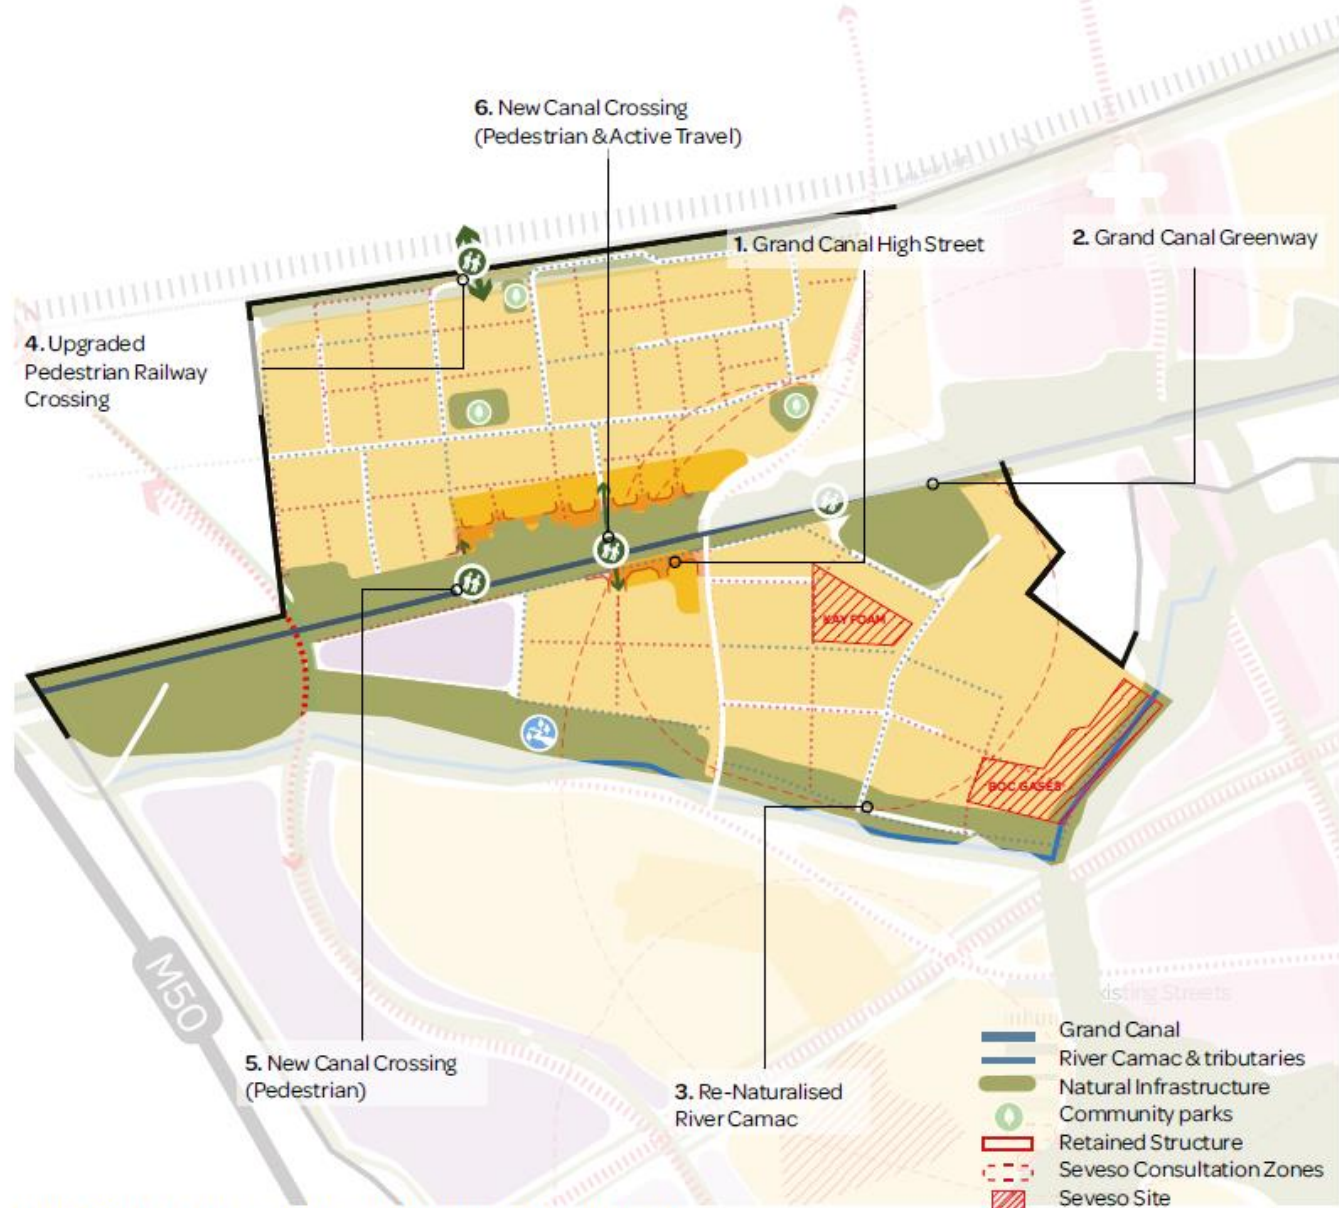 6. New Canal Crossing
(Pedestrian & Active Travel)
1. Grand Canal High Street
2. Grand Canal Greenway
4. Upgraded
Pedestrian Railway
Crossing
KAY FOAM
BOC GASES
M50
5. New Canal Crossing
(Pedestrian)
3. Re-Naturalised
River Camac
Existing Streets
Grand Canal
River Camac & tributaries
Natural Infrastructure
Community parks
Retained Structure
Seveso Consultation Zones
Seveso Site